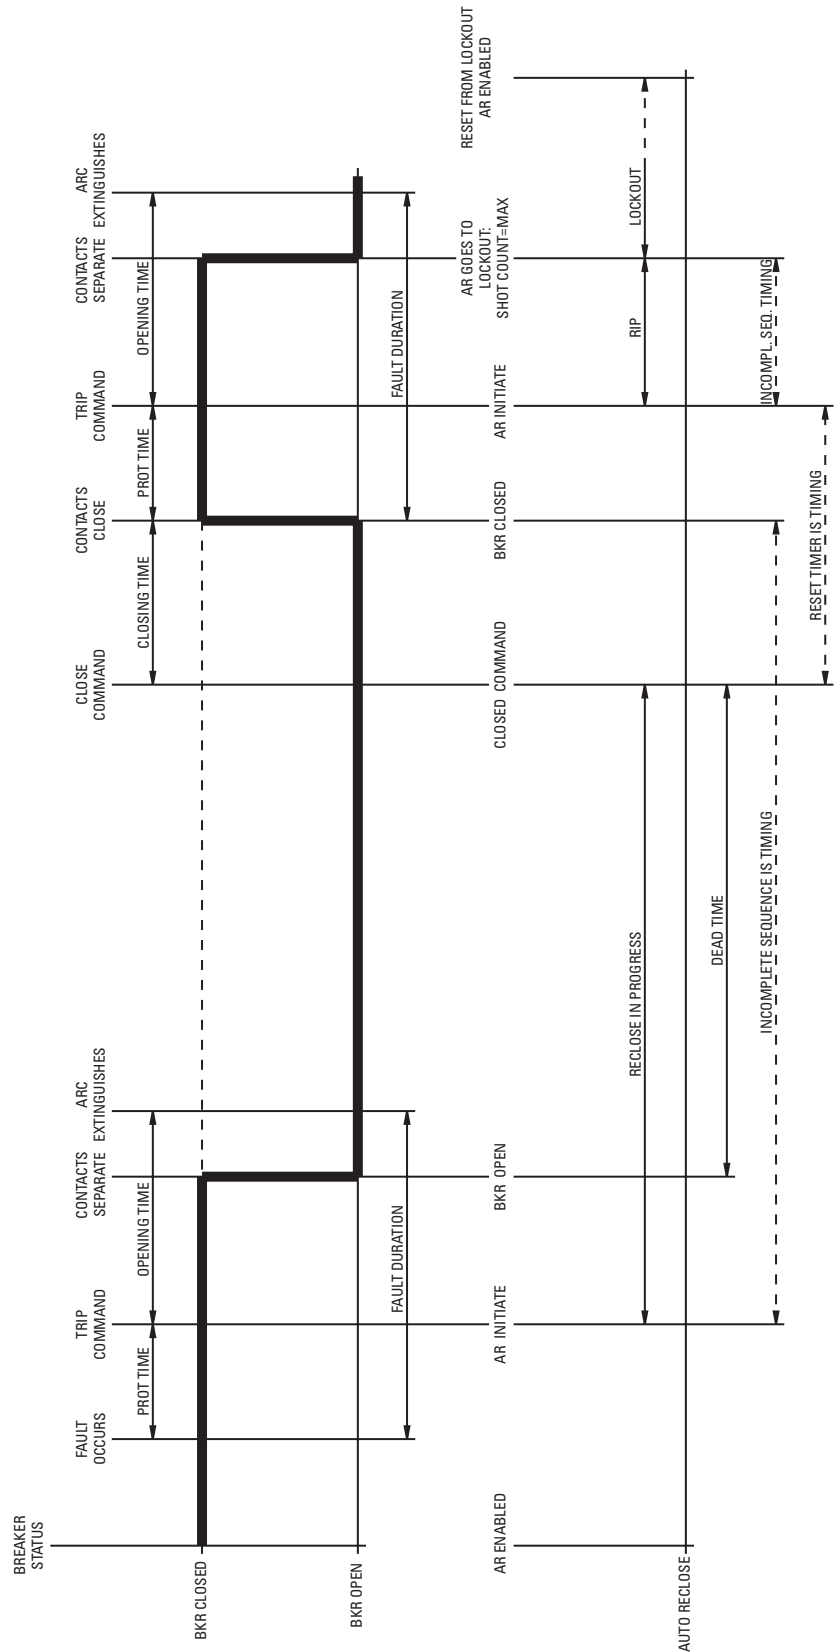 BREAKER
STATUS
FAULT
OCCURS
TRIP
COMMAND
CONTACTS
SEPARATE
ARC
EXTINGUISHES
CLOSE
COMMAND
CONTACTS
CLOSE
TRIP
COMMAND
CONTACTS
SEPARATE
ARC
EXTINGUISHES
PROT TIME
OPENING TIME
CLOSING TIME
PROT TIME
OPENING TIME
BKR CLOSED
BKR OPEN
FAULT DURATION
FAULT DURATION
AR ENABLED
AR INITIATE
BKR OPEN
CLOSED COMMAND
BKR CLOSED
AR INITIATE
AR GOES TO
LOCKOUT:
SHOT COUNT=MAX
RESET FROM LOCKOUT
AR ENABLED
RECLOSE IN PROGRESS
RIP
LOCKOUT
AUTO RECLOSE
DEAD TIME
INCOMPLETE SEQUENCE IS TIMING
INCOMPL. SEQ. TIMING
RESET TIMER IS TIMING